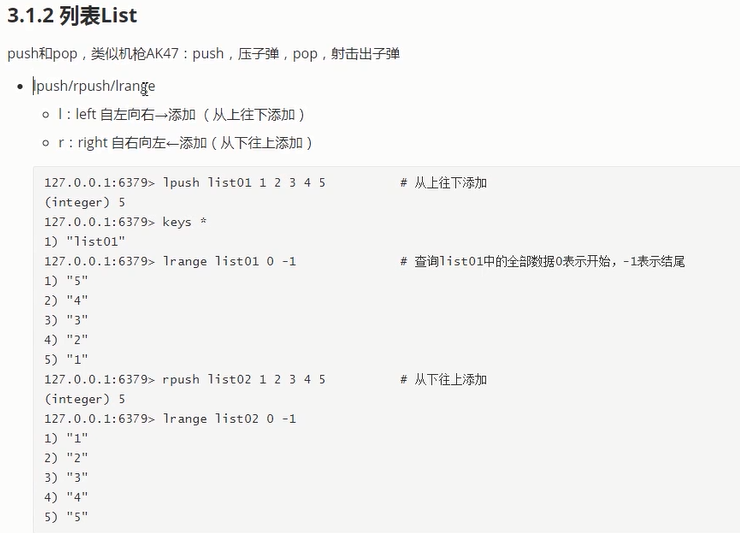 3.1.2 列表List
push和pop，类似机枪AK47：push，压子弹，pop，射击出子弹
lpush/rpush/lrange
l：left 自左向右→添加（从上往下添加）
r：right 自右向左←添加（从下往上添加）
127.0.0.1:6379> lpush list01 1 2 3 4 5 # 从上往下添加
(integer) 5
127.0.0.1:6379> keys *
1) "list01"
127.0.0.1:6379> lrange list01 0 -1 # 查询list01中的全部数据0表示开始，-1表示结尾
1) "5"
2) "4"
3) "3"
4) "2"
5) "1"
127.0.0.1:6379> rpush list02 1 2 3 4 5 # 从下往上添加
(integer) 5
127.0.0.1:6379> lrange list02 0 -1
1) "1"
2) "2"
3) "3"
4) "4"
5) "5"